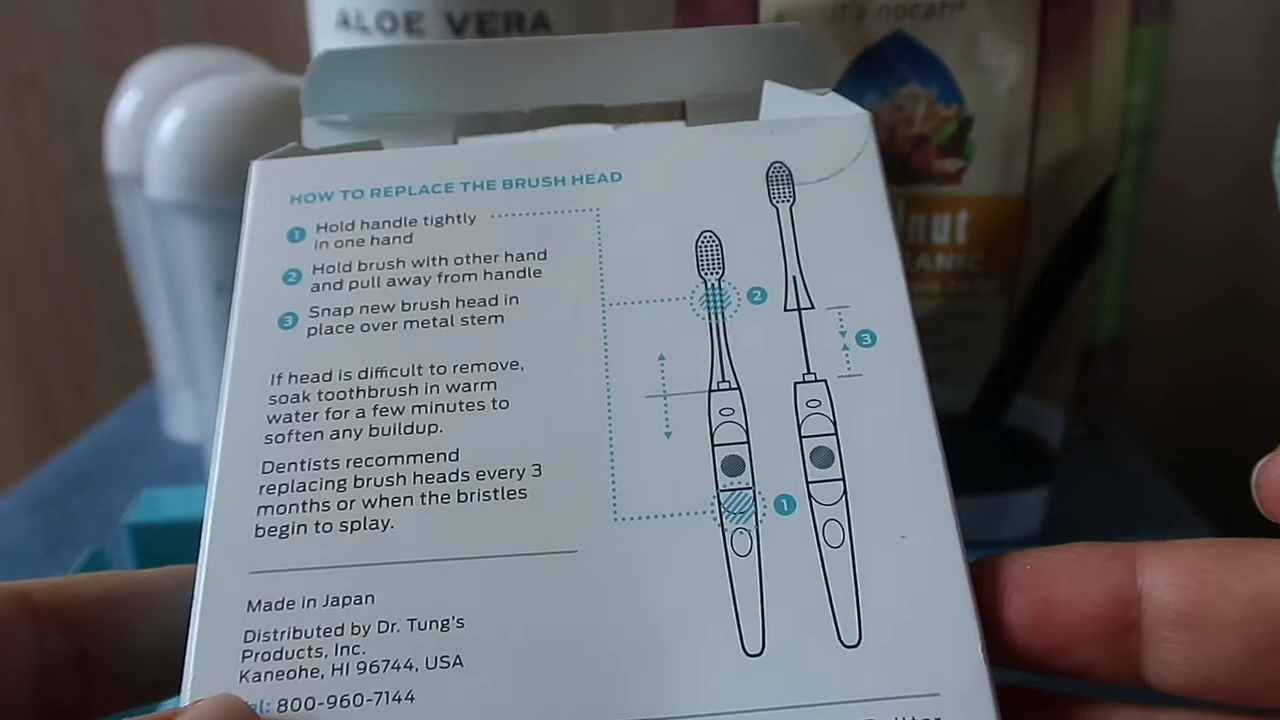 ALOE VERA
it's nocari
HOW TO REPLACE THE BRUSH HEAD
1 Hold handle tightly
in one hand
2 Hold brush with other hand
and pull away from handle
3 Snap new brush head in
place over metal stem
If head is difficult to remove,
soak toothbrush in warm
water for a few minutes to
soften any buildup.
Dentists recommend
replacing brush heads every 3
months or when the bristles
begin to splay.
2
3
1
Made in Japan
Distributed by Dr. Tung's
Products, Inc.
Kaneohe, HI 96744, USA
Tel: 800-960-7144